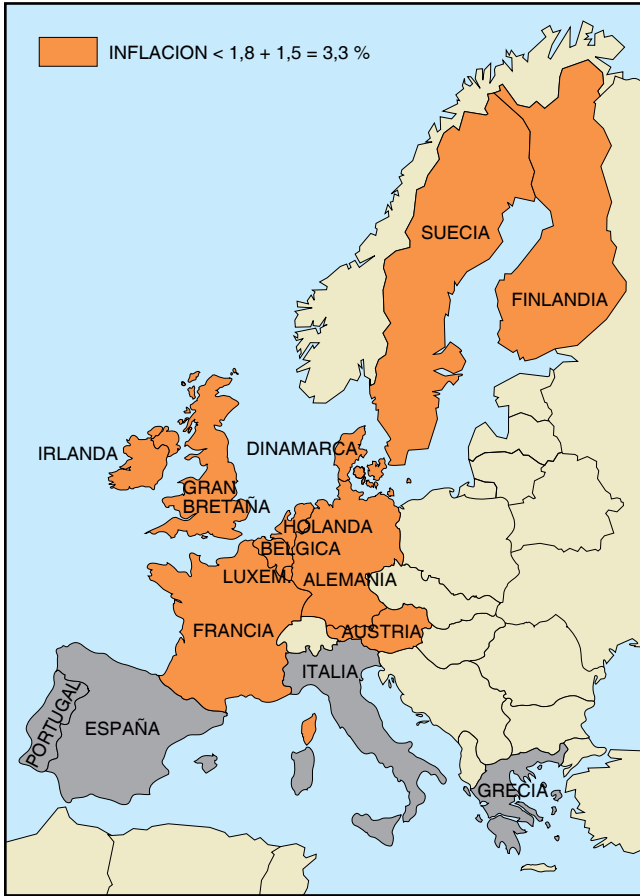 INFLACION < 1,8 + 1,5 = 3,3 %
SUECIA
FINLANDIA
IRLANDA
DINAMARCA
GRAN
BRETAÑA
HOLANDA
BELGICA
LUXEM.
ALEMANIA
FRANCIA
AUSTRIA
ITALIA
PORTUGAL
ESPAÑA
GRECIA